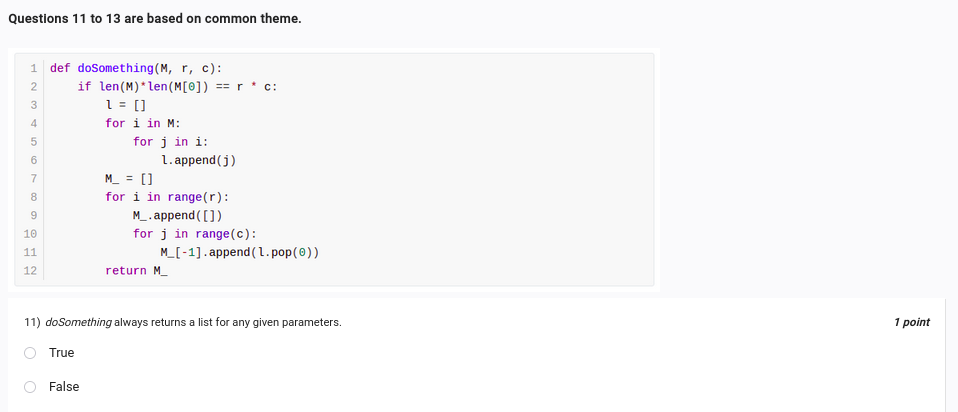 Questions 11 to 13 are based on common theme.
1 def doSomething(M, r, c):
2     if len(M)*len(M[0]) == r * c:
3         l = []
4         for i in M:
5             for j in i:
6                 l.append(j)
7         M_ = []
8         for i in range(r):
9             M_.append([])
10             for j in range(c):
11                 M_[-1].append(l.pop(0))
12         return M_
11) doSomething always returns a list for any given parameters. 1 point
True
False